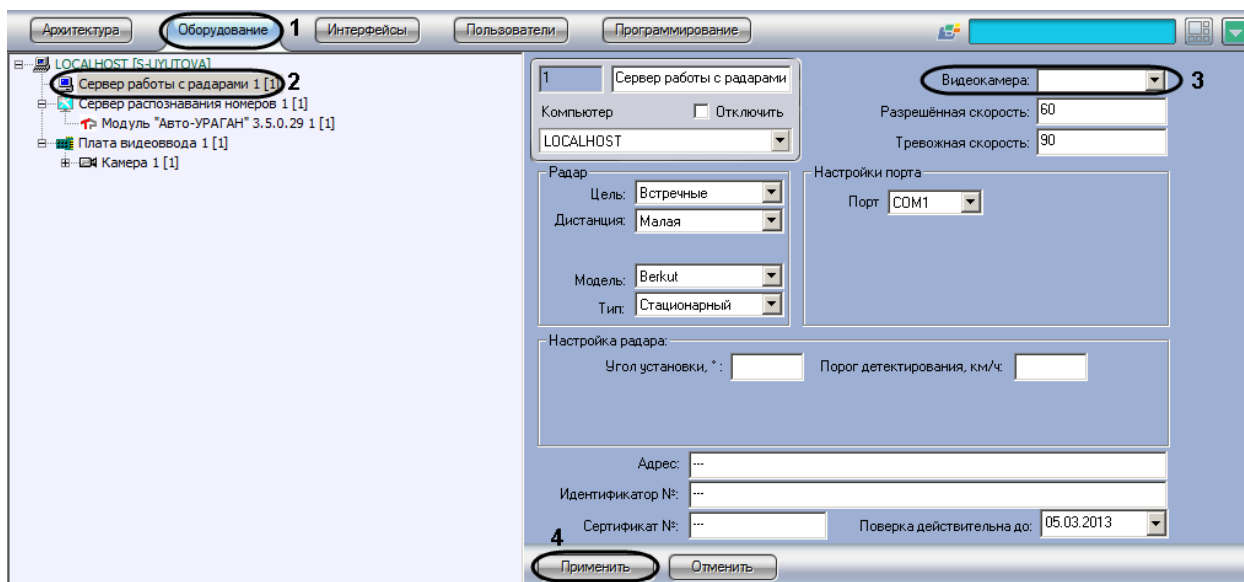 Архитектура Оборудование 1 Интерфейсы Пользователи Программирование
LOCALHOST [S-UYUTOVA]
Сервер работы с радарами 1 [1] 2
Сервер распознавания номеров 1 [1]
Модуль "Авто-УРАГАН" 3.5.0.29 1 [1]
Плата видеоввода 1 [1]
Камера 1 [1]
1 Сервер работы с радарами
Компьютер Отключить
LOCALHOST
Видеокамера: 3
Разрешённая скорость: 60
Тревожная скорость: 90
Радар
Цель: Встречные
Дистанция: Малая
Модель: Berkut
Тип: Стационарный
Настройки порта
Порт COM1
Настройка радара:
Угол установки, ° : Порог детектирования, км/ч:
Адрес: ---
Идентификатор №: ---
Сертификат №: --- Поверка действительна до: 05.03.2013
4
Применить Отменить